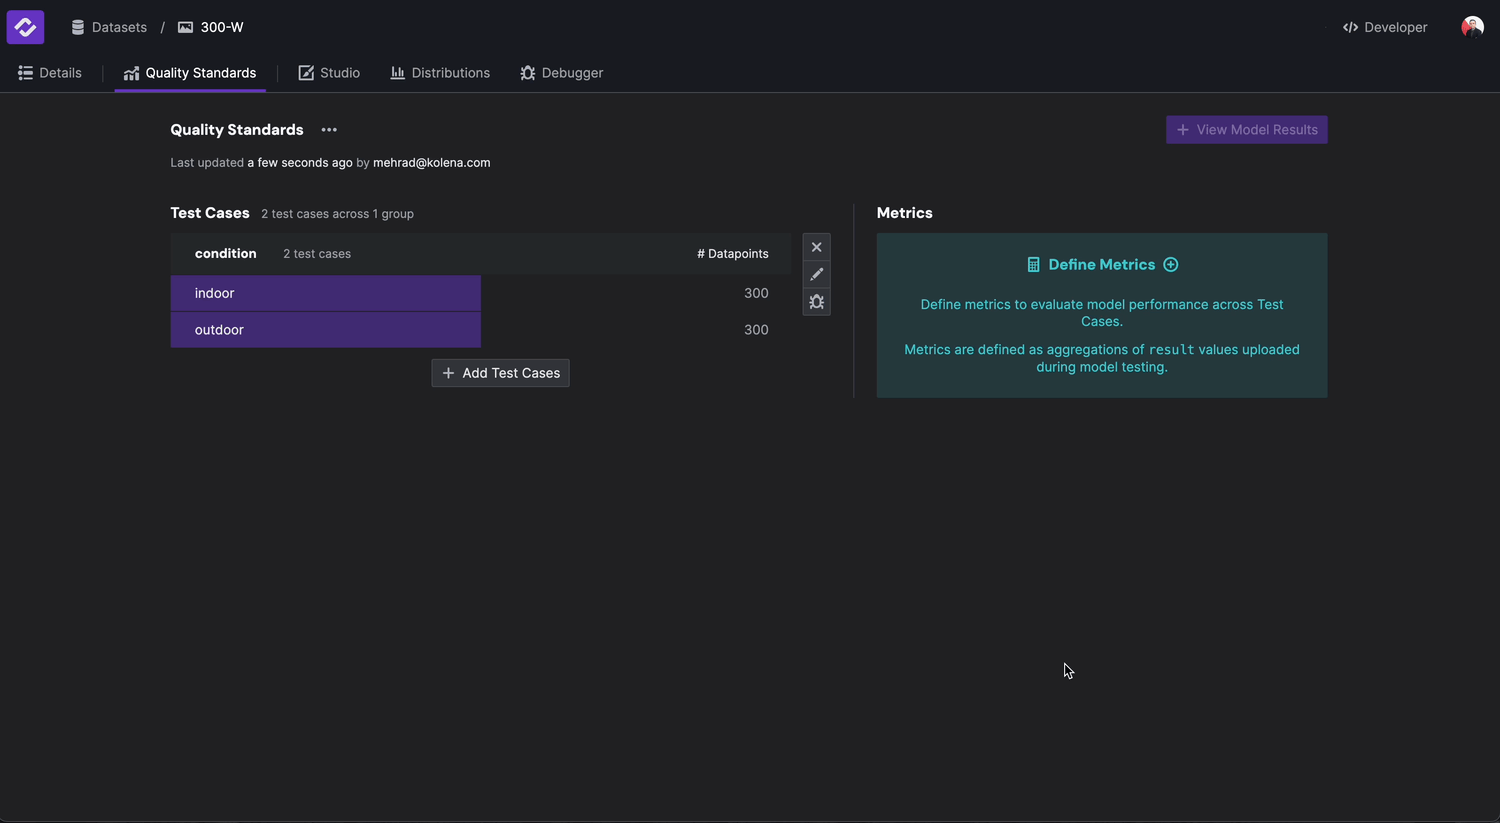 Datasets / 300-W
Developer
Details
Quality Standards
Studio
Distributions
Debugger
Quality Standards
View Model Results
Last updated a few seconds ago by mehrad@kolena.com
Test Cases 2 test cases across 1 group
condition 2 test cases # Datapoints
indoor 300
outdoor 300
Add Test Cases
Metrics
Define Metrics
Define metrics to evaluate model performance across Test
Cases.
Metrics are defined as aggregations of result values uploaded
during model testing.